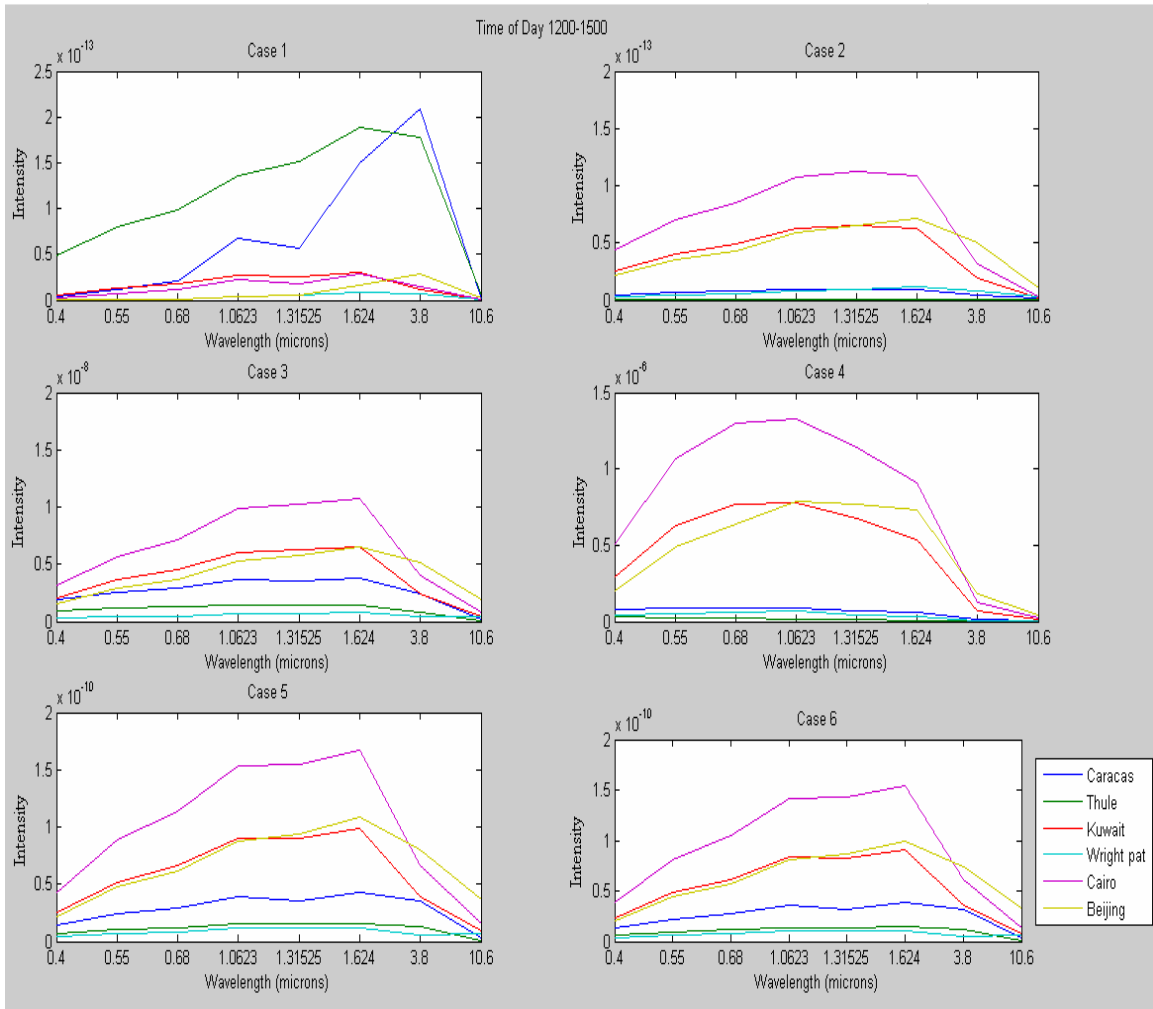 Time of Day 1200-1500
x 10^-13
Case 1
2.5
2
1.5
1
0.5
0
Intensity
0.4 0.55 0.68 1.0623 1.31525 1.624 3.8 10.6
Wavelength (microns)
x 10^-13
Case 2
2
1.5
1
0.5
0
Intensity
0.4 0.55 0.68 1.0623 1.31525 1.624 3.8 10.6
Wavelength (microns)
x 10^-8
Case 3
2
1.5
1
0.5
0
Intensity
0.4 0.55 0.68 1.0623 1.31525 1.624 3.8 10.6
Wavelength (microns)
x 10^-6
Case 4
1.5
1
0.5
0
Intensity
0.4 0.55 0.68 1.0623 1.31525 1.624 3.8 10.6
Wavelength (microns)
x 10^-10
Case 5
2
1.5
1
0.5
0
Intensity
0.4 0.55 0.68 1.0623 1.31525 1.624 3.8 10.6
Wavelength (microns)
x 10^-10
Case 6
2
1.5
1
0.5
0
Intensity
0.4 0.55 0.68 1.0623 1.31525 1.624 3.8 10.6
Wavelength (microns)
Caracas
Thule
Kuwait
Wright pat
Cairo
Beijing